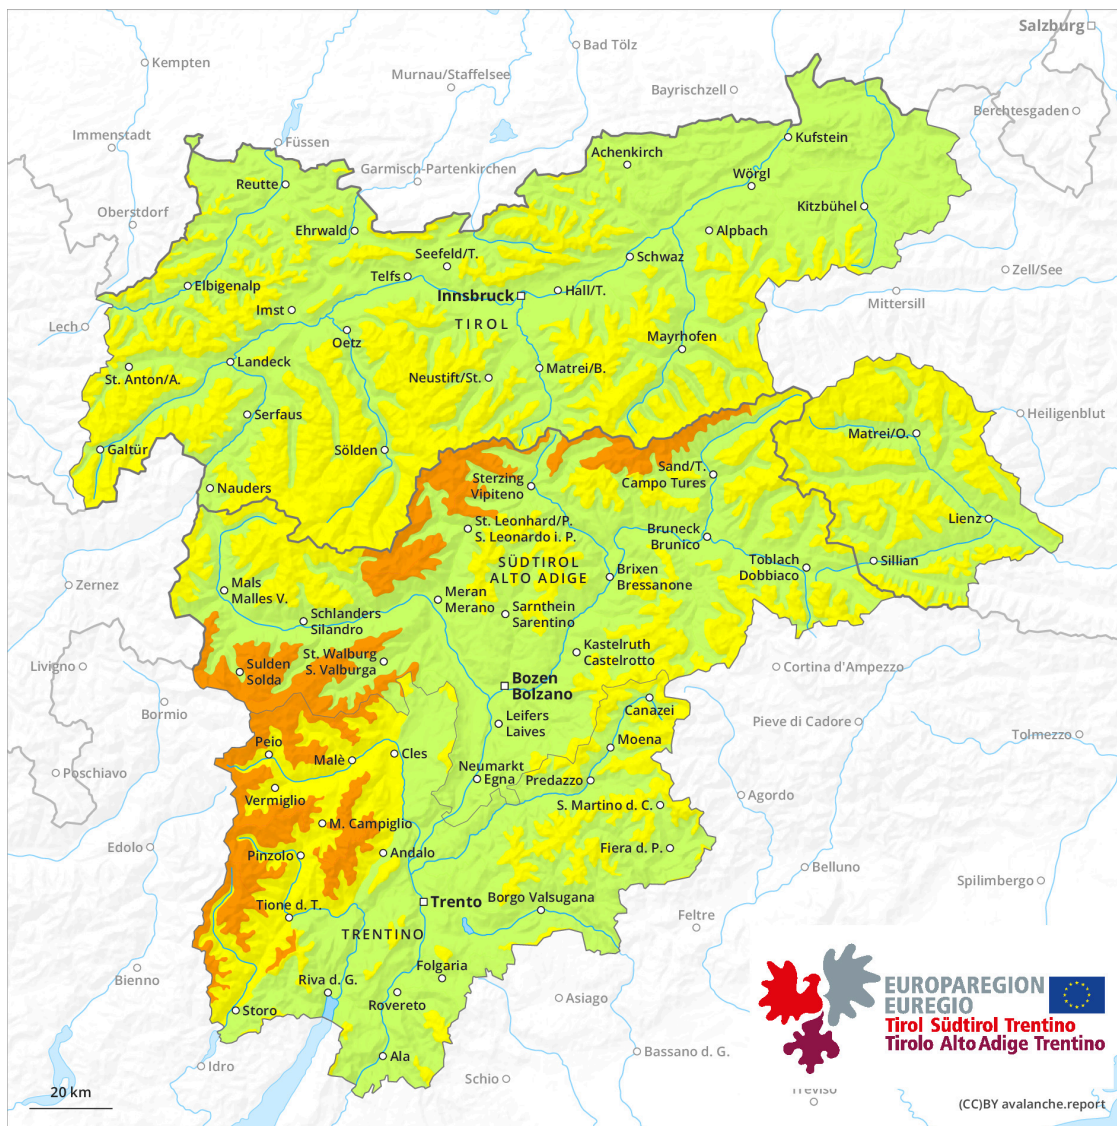 Salzburg
Bad Tölz
Kempten
Murnau/Staffelsee
Bayrischzell
Berchtesgaden
Immenstadt
Füssen
Kufstein
Achenkirch
Garmisch-Partenkirchen
Wörgl
Reutte
Oberstdorf
Kitzbühel
Ehrwald
Alpbach
Seefeld/T.
Schwaz
Zell/See
Telfs
Elbigenalp
Hall/T.
Innsbruck
Mittersill
Imst
TIROL
Lech
Oetz
Mayrhofen
Landeck
Matrei/B.
St. Anton/A.
Neustift/St.
Serfaus
Heiligenblut
Matrei/O.
Galtür
Sölden
Sand/T.
Campo Tures
Sterzing
Vipiteno
Nauders
Lienz
St. Leonhard/P.
S. Leonardo i. P.
Bruneck
Brunico
SÜDTIROL
ALTO ADIGE
Toblach
Dobbiaco
Sillian
Brixen
Bressanone
Zernez
Mals
Malles V.
Meran
Merano
Sarnthein
Sarentino
Schlanders
Silandro
Kastelruth
Castelrotto
St. Walburg
S. Valburga
Livigno
Sulden
Solda
Cortina d'Ampezzo
Bozen
Bolzano
Bormio
Canazei
Leifers
Laives
Pieve di Cadore
Tolmezzo
Moena
Peio
Cles
Malè
Neumarkt
Egna
Predazzo
Poschiavo
Vermiglio
Agordo
S. Martino d. C.
M. Campiglio
Edolo
Pinzolo
Andalo
Fiera d. P.
Belluno
Spilimbergo
Trento
Borgo Valsugana
Tione d. T.
Feltre
TRENTINO
Folgaria
Bienno
Riva d. G.
Rovereto
Asiago
Storo
EUROPAREGION
EUREGIO
Tirol Südtirol Trentino
Tirolo Alto Adige Trentino
Ala
Bassano d. G.
Idro
Schio
Treviso
20 km
(CC)BY avalanche.report